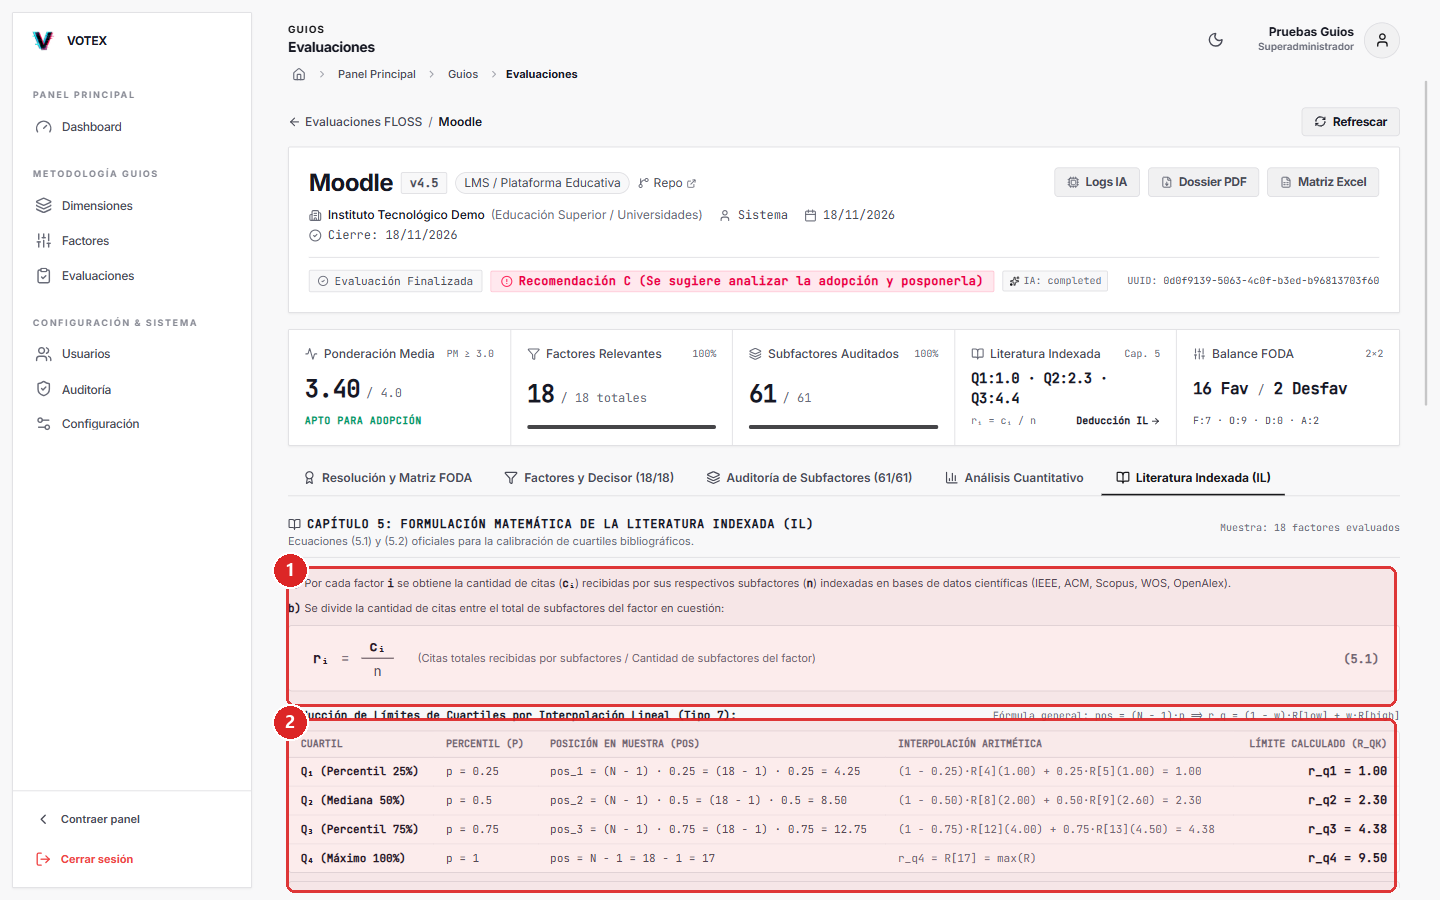 VOTEX
PANEL PRINCIPAL
Dashboard
METODOLOGÍA GUIOS
Dimensiones
Factores
Evaluaciones
CONFIGURACIÓN & SISTEMA
Usuarios
Auditoría
Configuración
Contraer panel
Cerrar sesión
GUIOS
Evaluaciones
Panel Principal > Guios > Evaluaciones
Pruebas Guios
Superadministrador
← Evaluaciones FLOSS / Moodle
Refrescar
Moodle v4.5 LMS / Plataforma Educativa Repo
Logs IA
Dossier PDF
Matriz Excel
Instituto Tecnológico Demo (Educación Superior / Universidades) Sistema 18/11/2026
Cierre: 18/11/2026
Evaluación Finalizada
Recomendación C (Se sugiere analizar la adopción y posponerla)
IA: completed
UUID: 0d0f9139-5063-4c0f-b3ed-b96813703f60
Ponderación Media PM ≥ 3.0
3.40 / 4.0
APTO PARA ADOPCIÓN
Factores Relevantes 100%
18 / 18 totales
Subfactores Auditados 100%
61 / 61
Literatura Indexada Cap. 5
Q1:1.0 · Q2:2.3 ·
Q3:4.4
rᵢ = cᵢ / n Deducción IL →
Balance FODA 2×2
16 Fav / 2 Desfav
F:7 · O:9 · D:0 · A:2
Resolución y Matriz FODA
Factores y Decisor (18/18)
Auditoría de Subfactores (61/61)
Análisis Cuantitativo
Literatura Indexada (IL)
CAPÍTULO 5: FORMULACIÓN MATEMÁTICA DE LA LITERATURA INDEXADA (IL)
Ecuaciones (5.1) y (5.2) oficiales para la calibración de cuartiles bibliográficos.
Muestra: 18 factores evaluados
1
Por cada factor i se obtiene la cantidad de citas (cᵢ) recibidas por sus respectivos subfactores (n) indexadas en bases de datos científicas (IEEE, ACM, Scopus, WOS, OpenAlex).
b) Se divide la cantidad de citas entre el total de subfactores del factor en cuestión:
rᵢ = cᵢ / n (Citas totales recibidas por subfactores / Cantidad de subfactores del factor) (5.1)
2
ucción de Límites de Cuartiles por Interpolación Lineal (Tipo 7):
Fórmula general: pos = (N - 1)·p ⟹ r_q = (1 - w)·R[low] + w·R[high]
CUARTIL PERCENTIL (P) POSICIÓN EN MUESTRA (POS) INTERPOLACIÓN ARITMÉTICA LÍMITE CALCULADO (R_QK)
Q₁ (Percentil 25%) p = 0.25 pos_1 = (N - 1) · 0.25 = (18 - 1) · 0.25 = 4.25 (1 - 0.25)·R[4](1.00) + 0.25·R[5](1.00) = 1.00 r_q1 = 1.00
Q₂ (Mediana 50%) p = 0.5 pos_2 = (N - 1) · 0.5 = (18 - 1) · 0.5 = 8.50 (1 - 0.50)·R[8](2.00) + 0.50·R[9](2.60) = 2.30 r_q2 = 2.30
Q₃ (Percentil 75%) p = 0.75 pos_3 = (N - 1) · 0.75 = (18 - 1) · 0.75 = 12.75 (1 - 0.75)·R[12](4.00) + 0.75·R[13](4.50) = 4.38 r_q3 = 4.38
Q₄ (Máximo 100%) p = 1 pos = N - 1 = 18 - 1 = 17 r_q4 = R[17] = max(R) r_q4 = 9.50